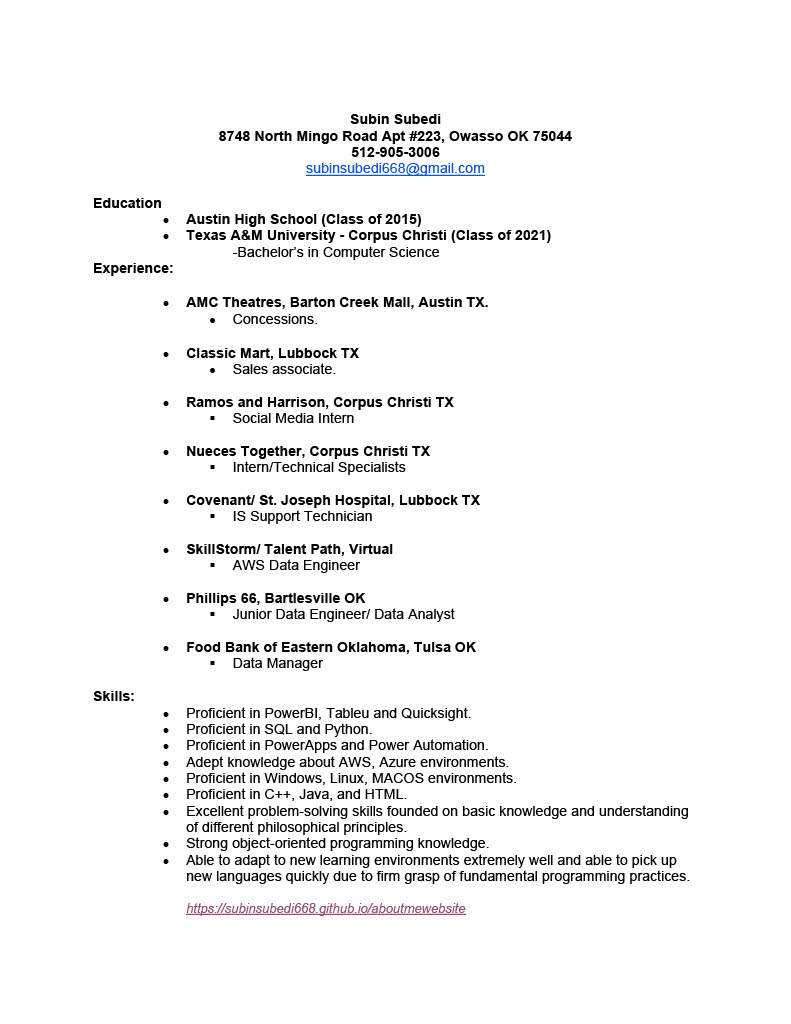 Subin Subedi
8748 North Mingo Road Apt #223, Owasso OK 75044
512-905-3006
subinsubedi668@gmail.com
Education
• Austin High School (Class of 2015)
• Texas A&M University - Corpus Christi (Class of 2021)
-Bachelor's in Computer Science
Experience:
• AMC Theatres, Barton Creek Mall, Austin TX.
• Concessions.
• Classic Mart, Lubbock TX
• Sales associate.
• Ramos and Harrison, Corpus Christi TX
▪ Social Media Intern
• Nueces Together, Corpus Christi TX
▪ Intern/Technical Specialists
• Covenant/ St. Joseph Hospital, Lubbock TX
▪ IS Support Technician
• SkillStorm/ Talent Path, Virtual
▪ AWS Data Engineer
• Phillips 66, Bartlesville OK
▪ Junior Data Engineer/ Data Analyst
• Food Bank of Eastern Oklahoma, Tulsa OK
▪ Data Manager
Skills:
• Proficient in PowerBI, Tableu and Quicksight.
• Proficient in SQL and Python.
• Proficient in PowerApps and Power Automation.
• Adept knowledge about AWS, Azure environments.
• Proficient in Windows, Linux, MACOS environments.
• Proficient in C++, Java, and HTML.
• Excellent problem-solving skills founded on basic knowledge and understanding
of different philosophical principles.
• Strong object-oriented programming knowledge.
• Able to adapt to new learning environments extremely well and able to pick up
new languages quickly due to firm grasp of fundamental programming practices.
https://subinsubedi668.github.io/aboutmewebsite